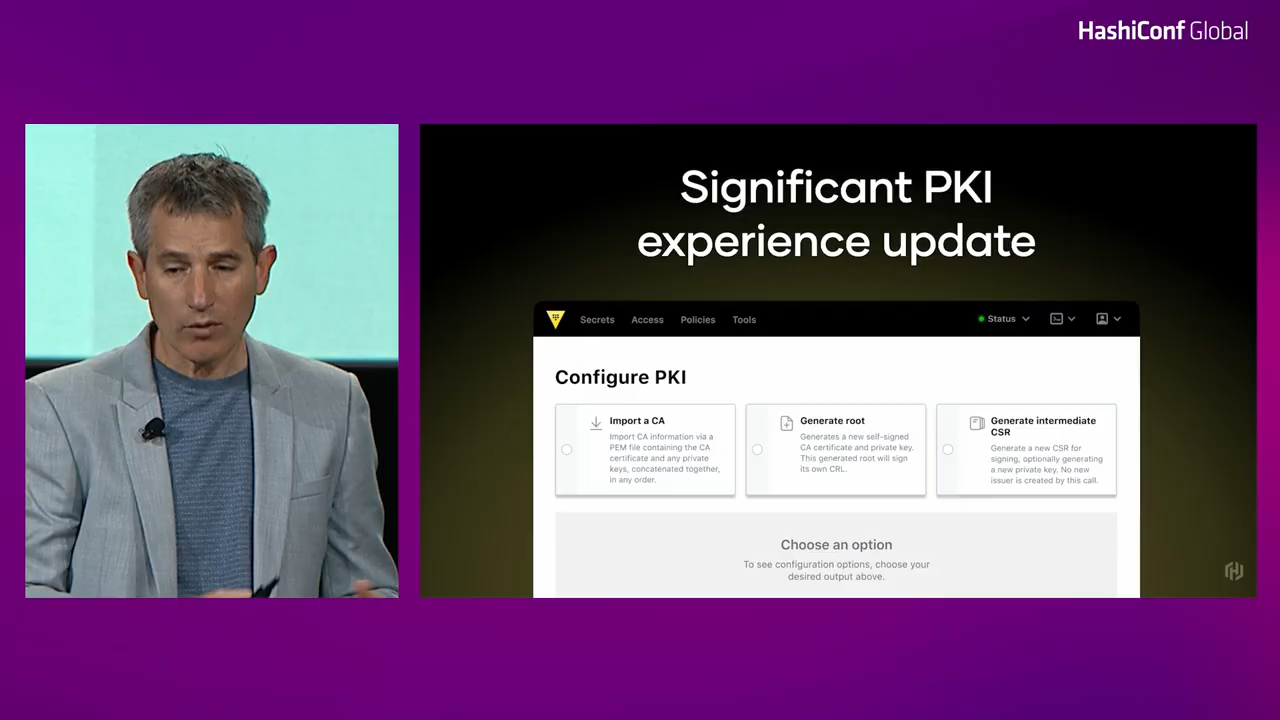 HashiConf Global
Significant PKI
experience update
Secrets Access Policies Tools Status
Configure PKI
Import a CA
Import CA information via a
PEM file containing the CA
certificate and any private
keys, concatenated together,
in any order.
Generate root
Generates a new self-signed
CA certificate and private key.
This generated root will sign
its own CRL.
Generate intermediate
CSR
Generate a new CSR for
signing, optionally generating
a new private key. No new
issuer is created by this call.
Choose an option
To see configuration options, choose your
desired output above.